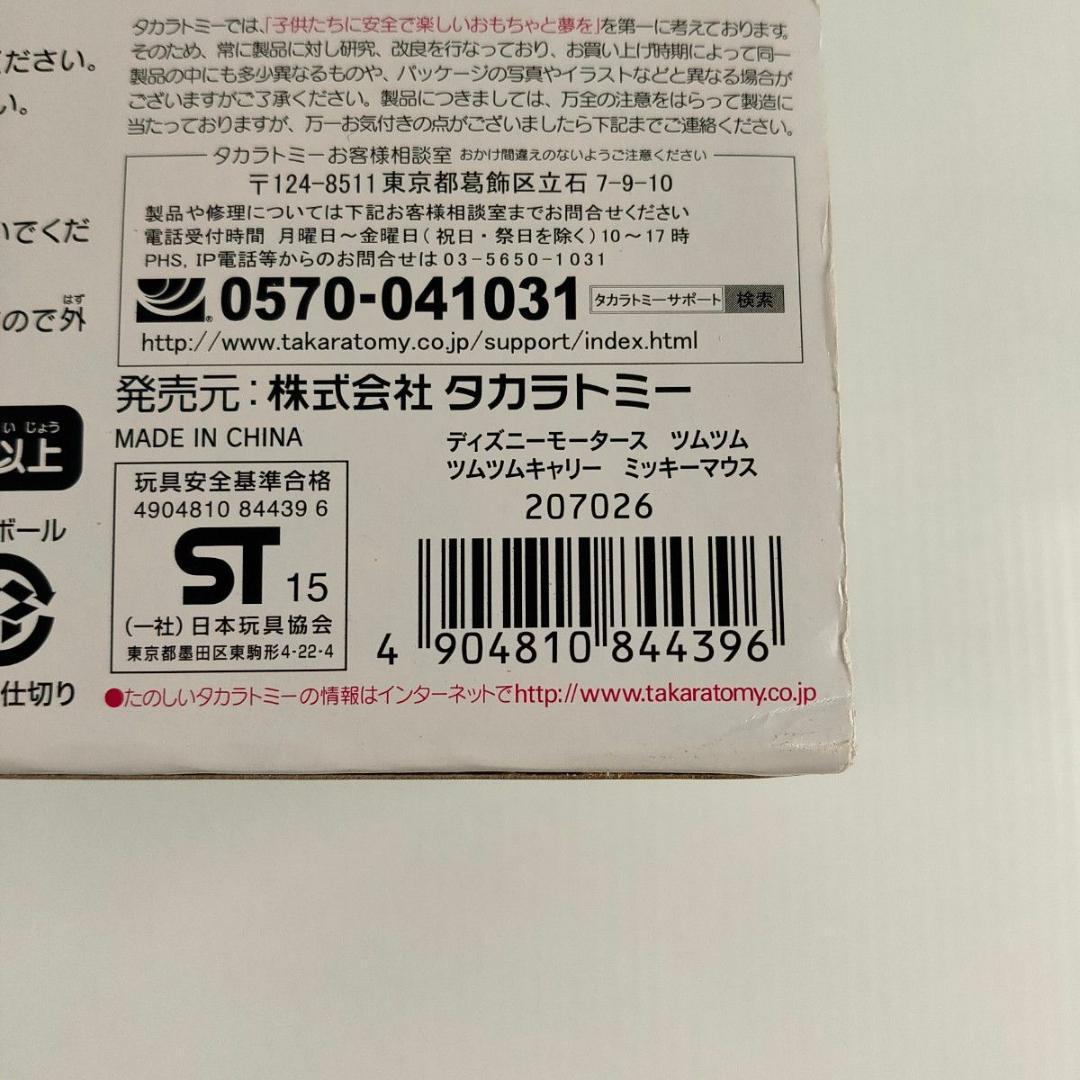 ください。
い。
いでくだ
はず
ので外
いじょう
以上
ボール
仕切り
タカラトミーでは、「子供たちに安全で楽しいおもちゃと夢を」を第一に考えております。
そのため、常に製品に対し研究、改良を行なっており、お買い上げ時期によって同一
製品の中にも多少異なるものや、パッケージの写真やイラストなどと異なる場合が
ございますがご了承ください。製品につきましては、万全の注意をはらって製造に
当たっておりますが、万一お気付きの点がございましたら下記までご連絡ください。
タカラトミーお客様相談室 おかけ間違えのないようご注意ください
〒124-8511 東京都葛飾区立石 7-9-10
製品や修理については下記お客様相談室までお問合せください
電話受付時間 月曜日～金曜日(祝日・祭日を除く)10～17時
PHS, IP電話等からのお問合せは 03-5650-1031
0570-041031 タカラトミーサポート 検索
http://www.takaratomy.co.jp/support/index.html
発売元:株式会社 タカラトミー
MADE IN CHINA
玩具安全基準合格
4904810 84439 6
ST 15
(一社)日本玩具協会
東京都墨田区東駒形4-22-4
ディズニーモータース ツムツム
ツムツムキャリー ミッキーマウス
207026
4 904810 844396
●たのしいタカラトミーの情報はインターネットでhttp://www.takaratomy.co.jp